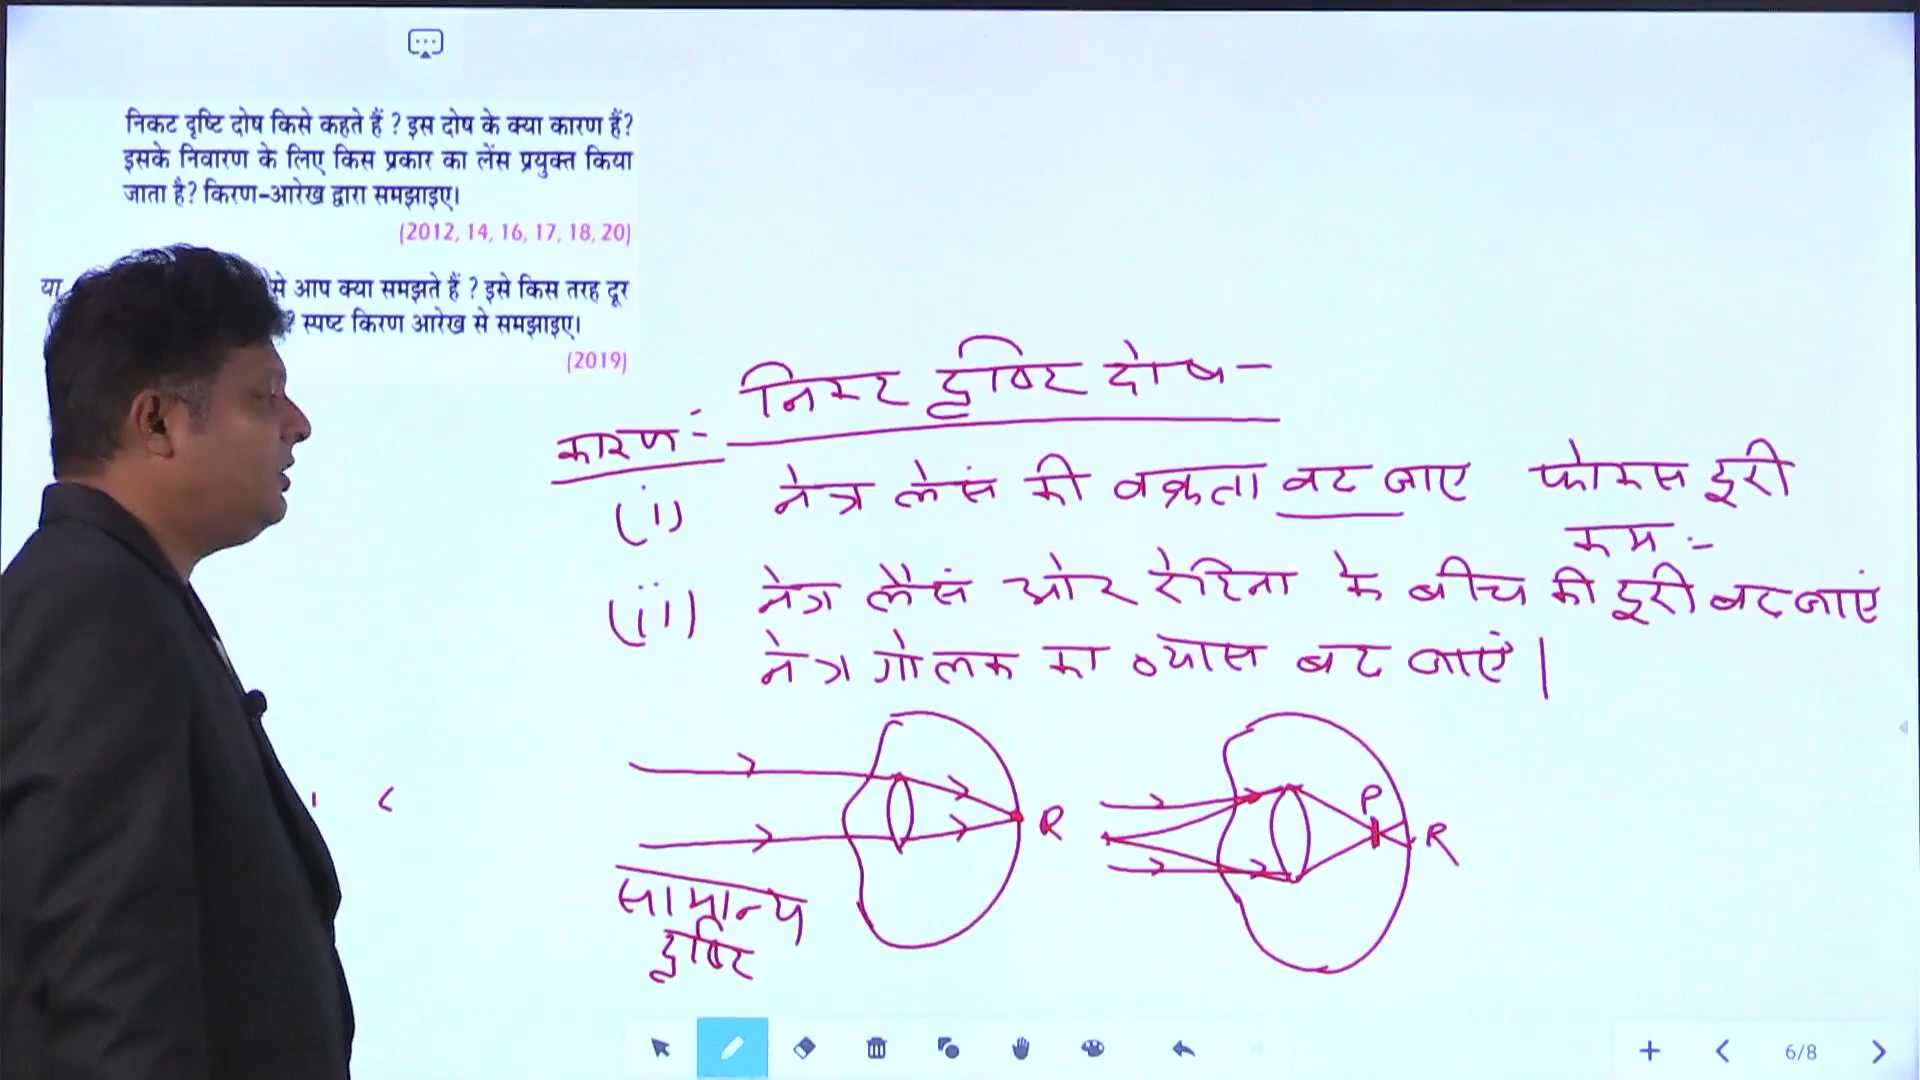 निकट दृष्टि दोष किसे कहते हैं ? इस दोष के क्या कारण हैं?
इसके निवारण के लिए किस प्रकार का लेंस प्रयुक्त किया
जाता है? किरण-आरेख द्वारा समझाइए।
(2012, 14, 16, 17, 18, 20)
या से आप क्या समझते हैं ? इसे किस तरह दूर
? स्पष्ट किरण आरेख से समझाइए।
(2019)
निकट दृष्टि दोष -
कारण :-
(i) नेत्र लेंस की वक्रता बढ जाए फोकस दूरी
कम :-
(ii) नेत्र लैंस और रेटिना के बीच की दूरी बढ जाएं
नेत्र गोलक का व्यास बढ जाएं |
R
P
R
सामान्य
दृष्टि
6/8